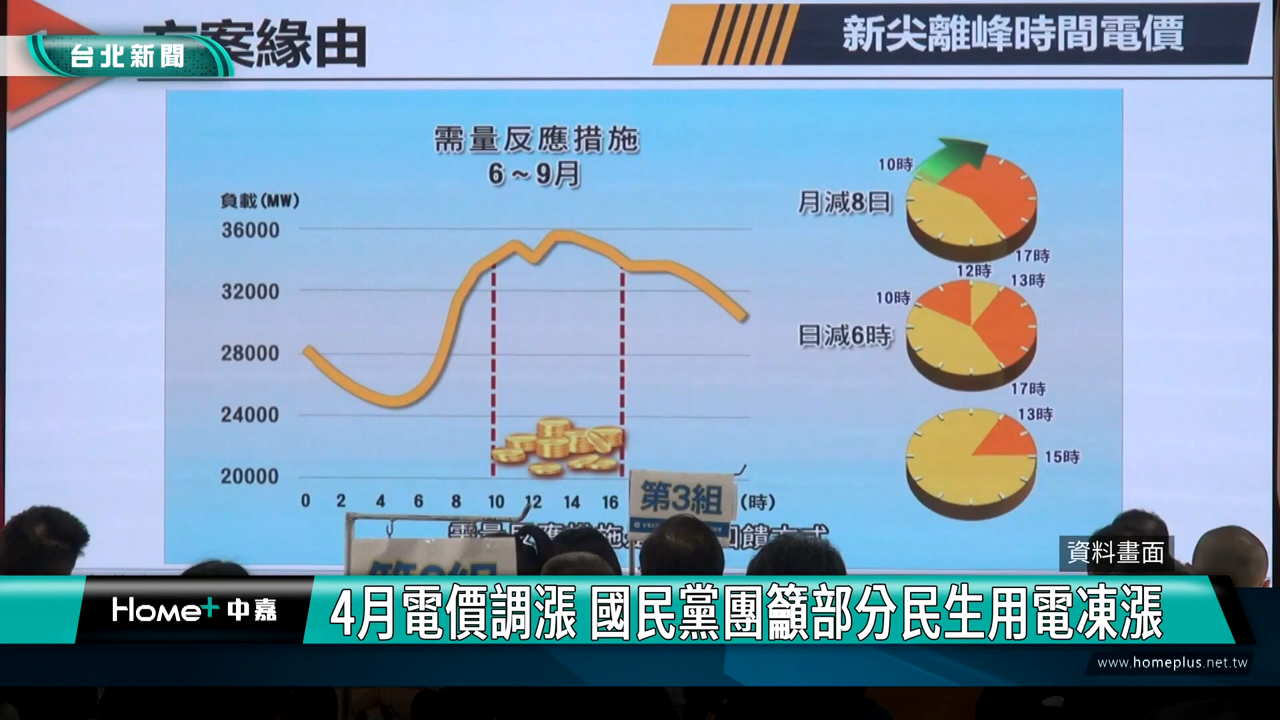 台北新聞
方案緣由
新尖離峰時間電價
需量反應措施
6～9月
負載(MW)
36000
32000
28000
24000
20000
0 2 4 6 8 10 12 14 16
(時)
月減8日
10時
17時
日減6時
12時
13時
10時
17時
13時
15時
第3組
資料畫面
Home+中嘉
4月電價調漲 國民黨團籲部分民生用電凍漲
www.homeplus.net.tw